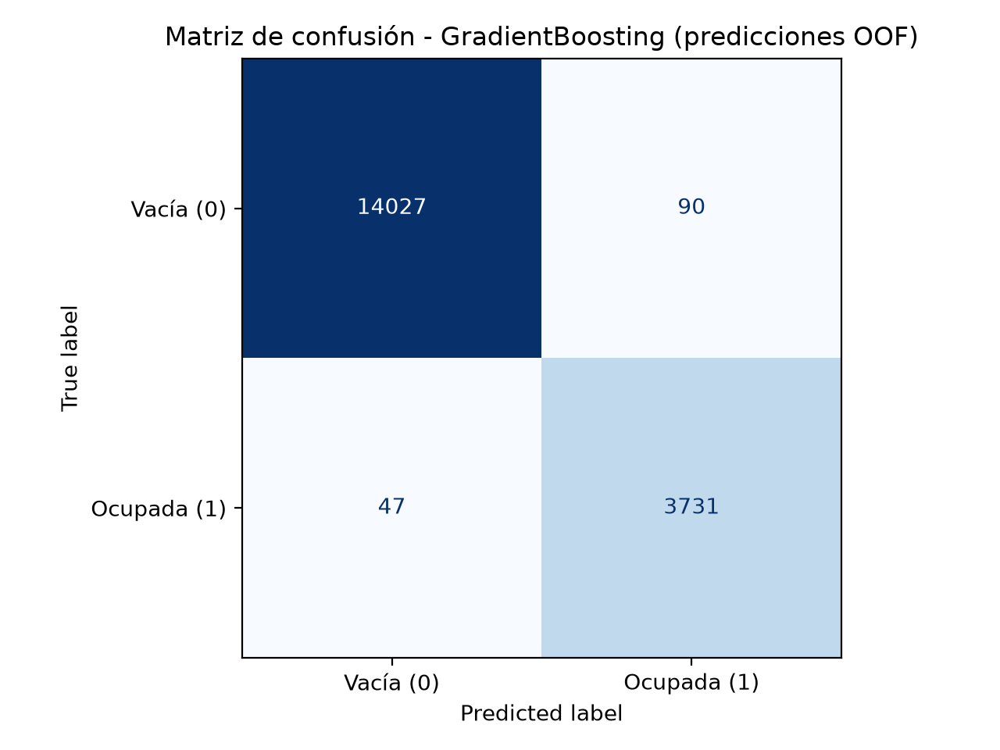 Matriz de confusión - GradientBoosting (predicciones OOF)
Vacía (0)
14027
90
True label
Ocupada (1)
47
3731
Vacía (0)
Ocupada (1)
Predicted label